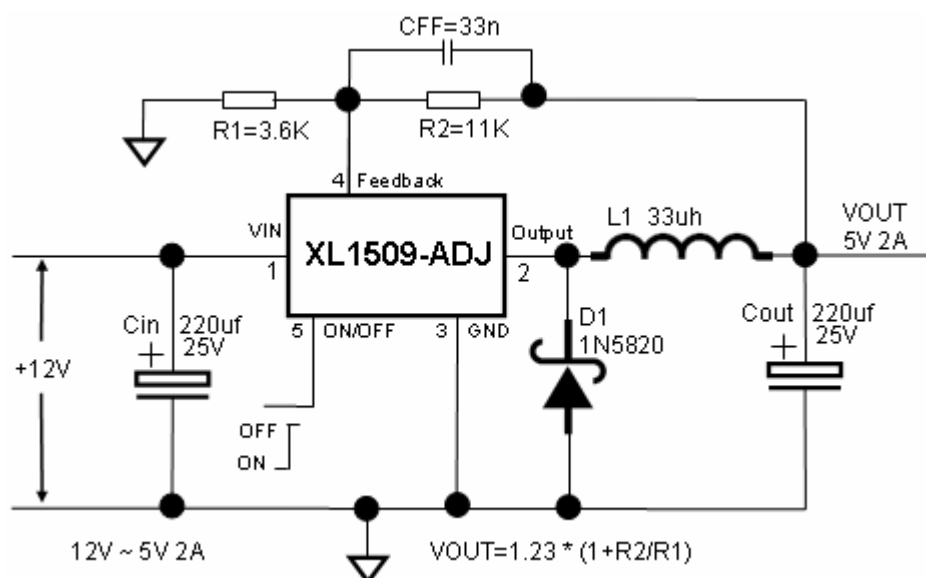 CFF=33n
R1=3.6K
R2=11K
4 Feedback
VIN
XL1509-ADJ
Output
L1 33uh
VOUT
5V 2A
1
2
5 ON/OFF
3 GND
Cin
220uf
25V
+
+12V
D1
1N5820
Cout
220uf
25V
+
OFF
ON
12V ~ 5V 2A
VOUT=1.23 * (1+R2/R1)